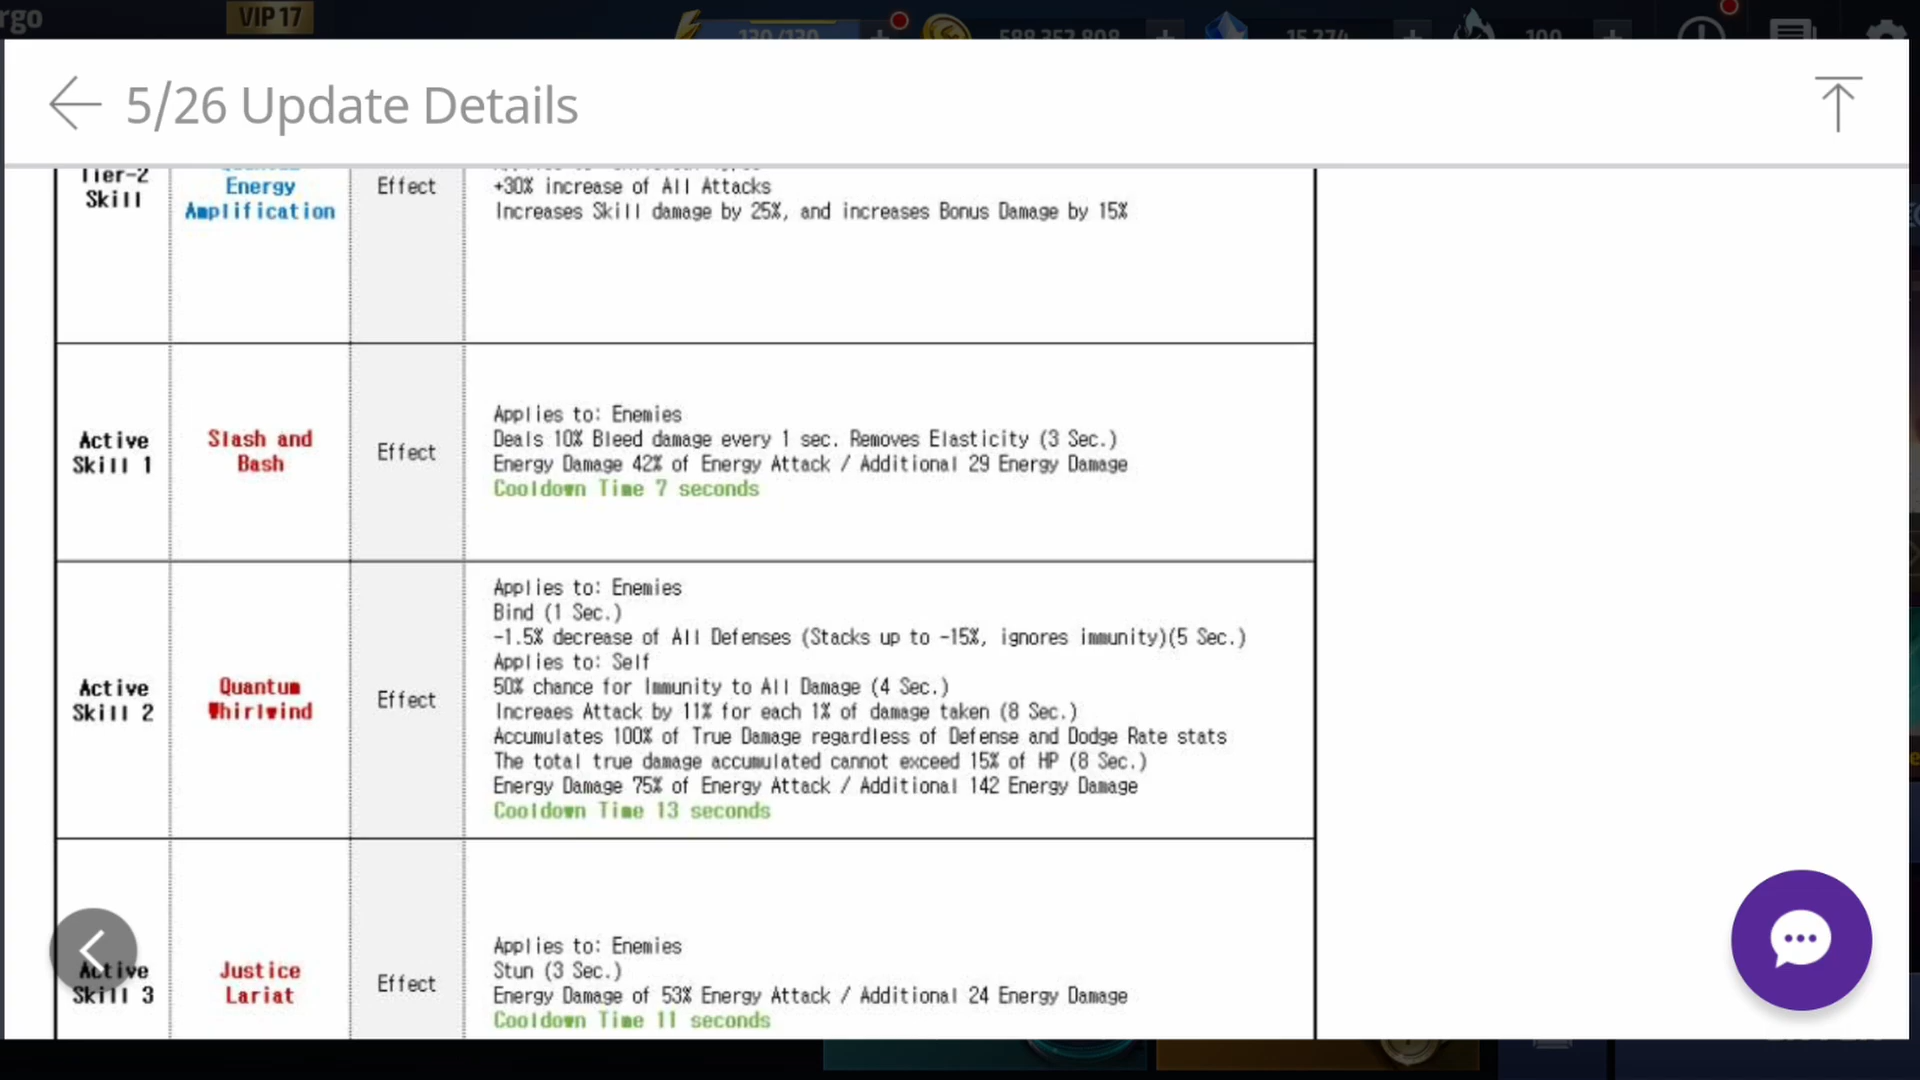 rgo
VIP 17
130/130
588,352,808
15,274
100
5/26 Update Details
Tier-2
Skill
Energy
Amplification
Effect
+30% increase of All Attacks
Increases Skill damage by 25%, and increases Bonus Damage by 15%
Active
Skill 1
Slash and
Bash
Effect
Applies to: Enemies
Deals 10% Bleed damage every 1 sec. Removes Elasticity (3 Sec.)
Energy Damage 42% of Energy Attack / Additional 29 Energy Damage
Cooldown Time 7 seconds
Active
Skill 2
Quantum
Whirlwind
Effect
Applies to: Enemies
Bind (1 Sec.)
-1.5% decrease of All Defenses (Stacks up to -15%, ignores immunity)(5 Sec.)
Applies to: Self
50% chance for Immunity to All Damage (4 Sec.)
Increaes Attack by 11% for each 1% of damage taken (8 Sec.)
Accumulates 100% of True Damage regardless of Defense and Dodge Rate stats
The total true damage accumulated cannot exceed 15% of HP (8 Sec.)
Energy Damage 75% of Energy Attack / Additional 142 Energy Damage
Cooldown Time 13 seconds
Active
Skill 3
Justice
Lariat
Effect
Applies to: Enemies
Stun (3 Sec.)
Energy Damage of 53% Energy Attack / Additional 24 Energy Damage
Cooldown Time 11 seconds